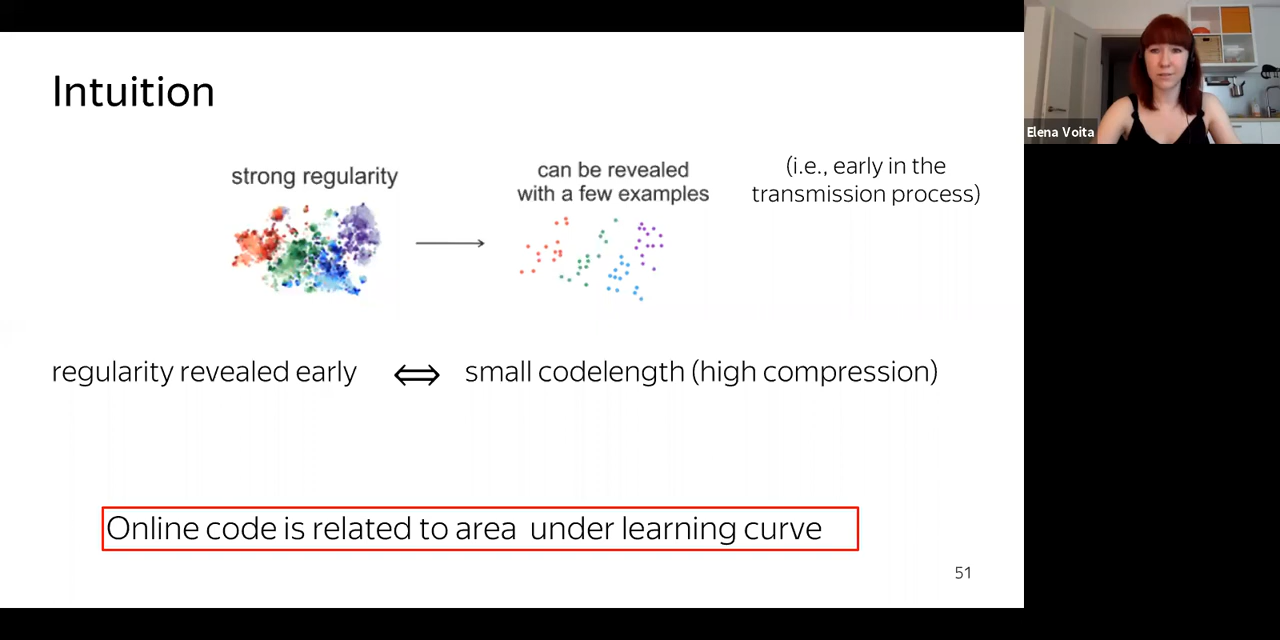 Intuition
strong regularity
can be revealed
with a few examples
(i.e., early in the
transmission process)
regularity revealed early ⟺ small codelength (high compression)
Online code is related to area under learning curve
51
Elena Voita